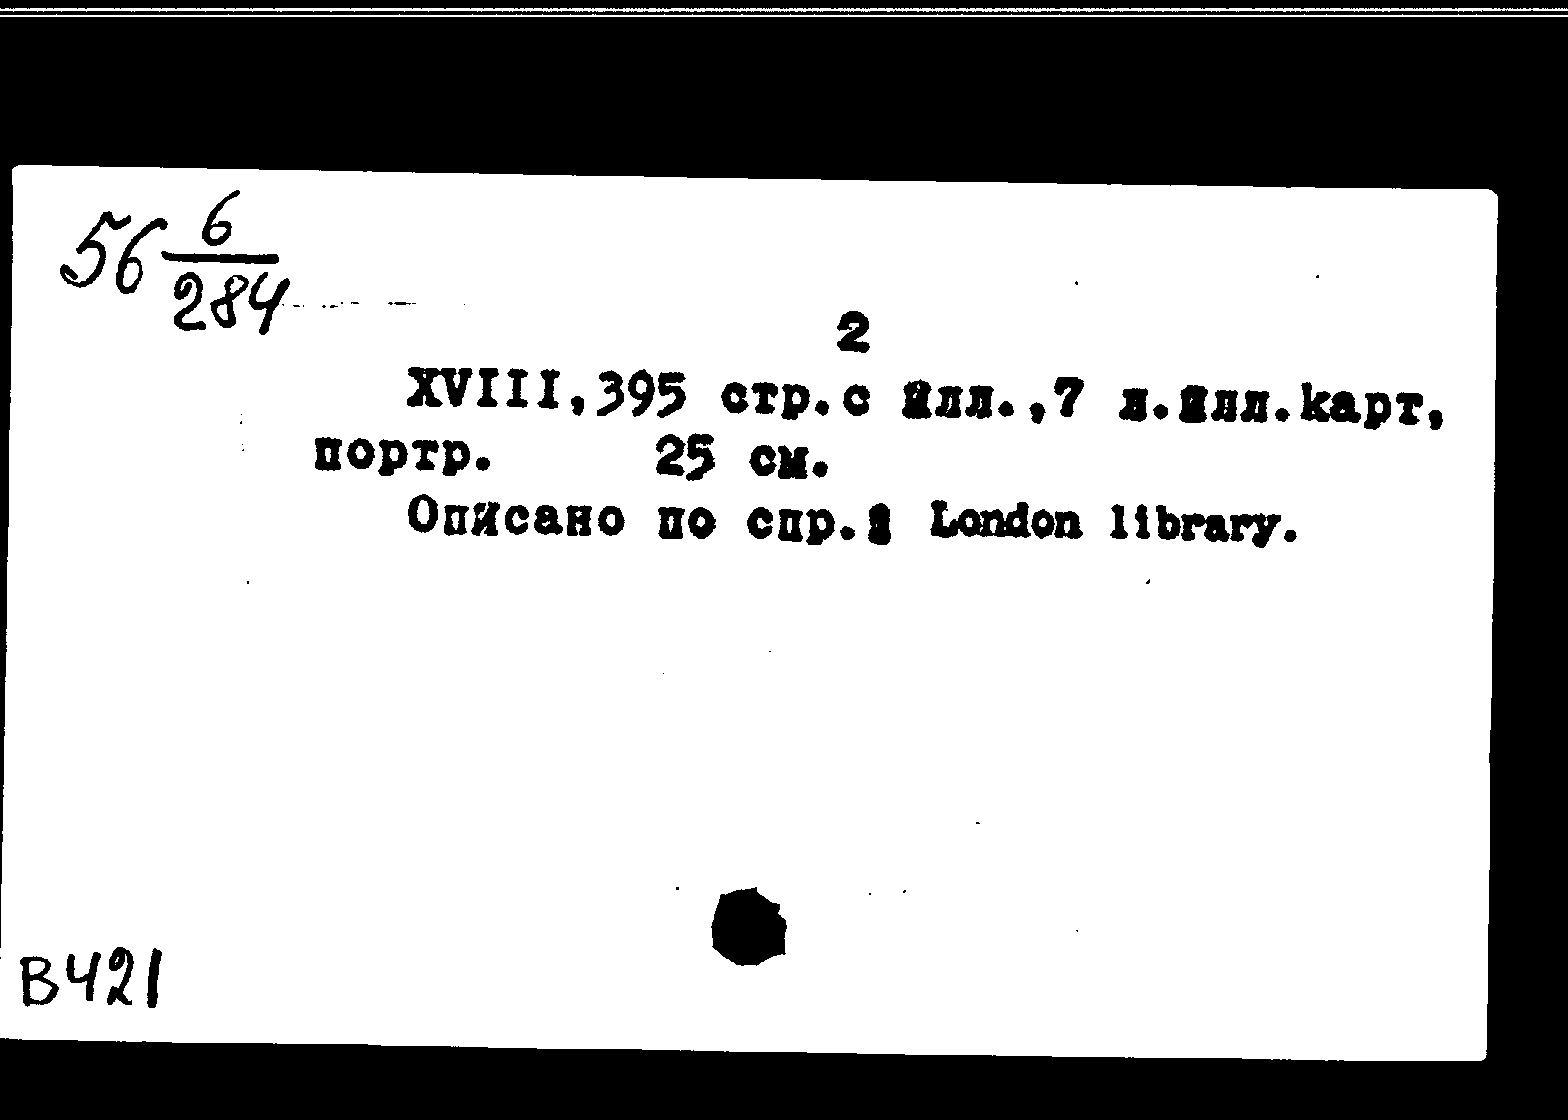 56 6/284
2
XVIII,395 стр.с илл.,7 л.илл.карт,
портр. 25 см.
Описано по спр. London library.
В421